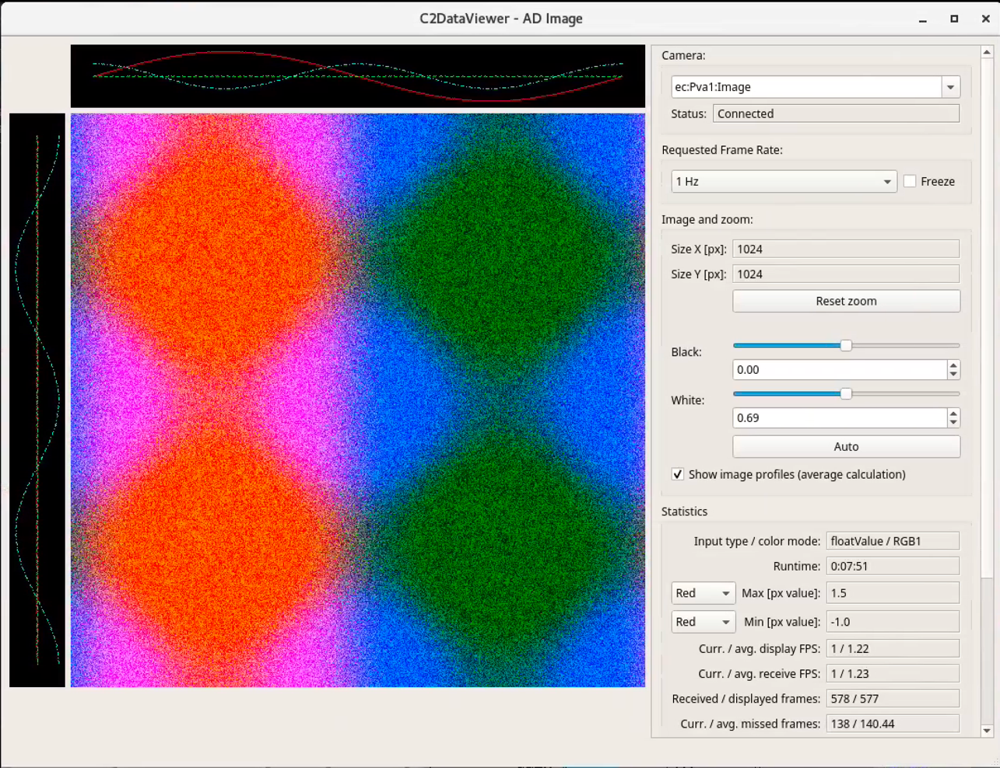 C2DataViewer - AD Image
Camera:
ec:Pva1:Image
Status: Connected
Requested Frame Rate:
1 Hz Freeze
Image and zoom:
Size X [px]: 1024
Size Y [px]: 1024
Reset zoom
Black:
0.00
White:
0.69
Auto
Show image profiles (average calculation)
Statistics
Input type / color mode: floatValue / RGB1
Runtime: 0:07:51
Red Max [px value]: 1.5
Red Min [px value]: -1.0
Curr. / avg. display FPS: 1 / 1.22
Curr. / avg. receive FPS: 1 / 1.23
Received / displayed frames: 578 / 577
Curr. / avg. missed frames: 138 / 140.44